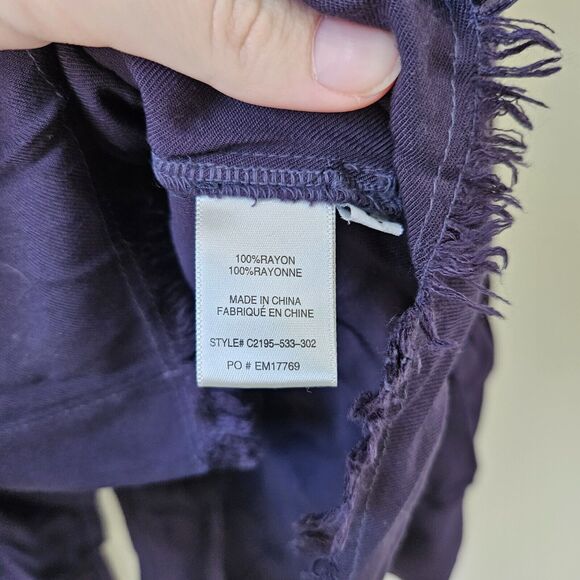 100%RAYON
100%RAYONNE
MADE IN CHINA
FABRIQUÉ EN CHINE
STYLE# C2195-533-302
PO # EM17769